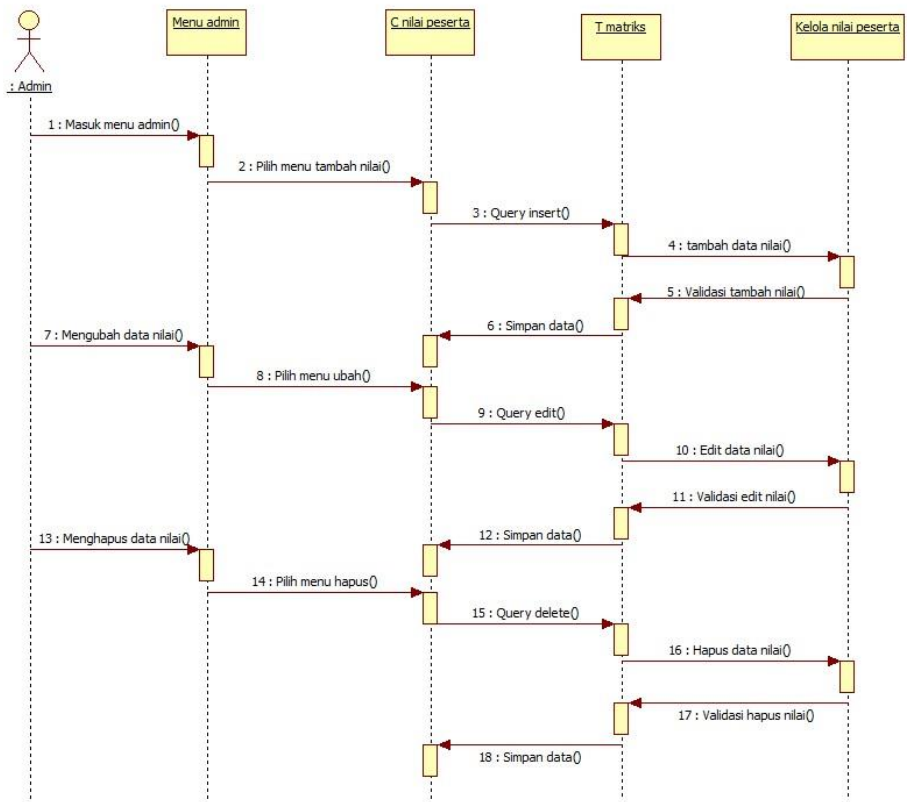 Menu admin
C nilai peserta
T matriks
Kelola nilai peserta
: Admin
1 : Masuk menu admin()
2 : Pilih menu tambah nilai()
3 : Query insert()
4 : tambah data nilai()
5 : Validasi tambah nilai()
6 : Simpan data()
7 : Mengubah data nilai()
8 : Pilih menu ubah()
9 : Query edit()
10 : Edit data nilai()
11 : Validasi edit nilai()
12 : Simpan data()
13 : Menghapus data nilai()
14 : Pilih menu hapus()
15 : Query delete()
16 : Hapus data nilai()
17 : Validasi hapus nilai()
18 : Simpan data()